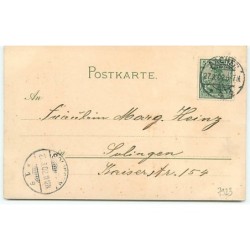 POSTKARTE.
An
Fräulein Marg. Heinz
Solingen
Kaiser str. 154